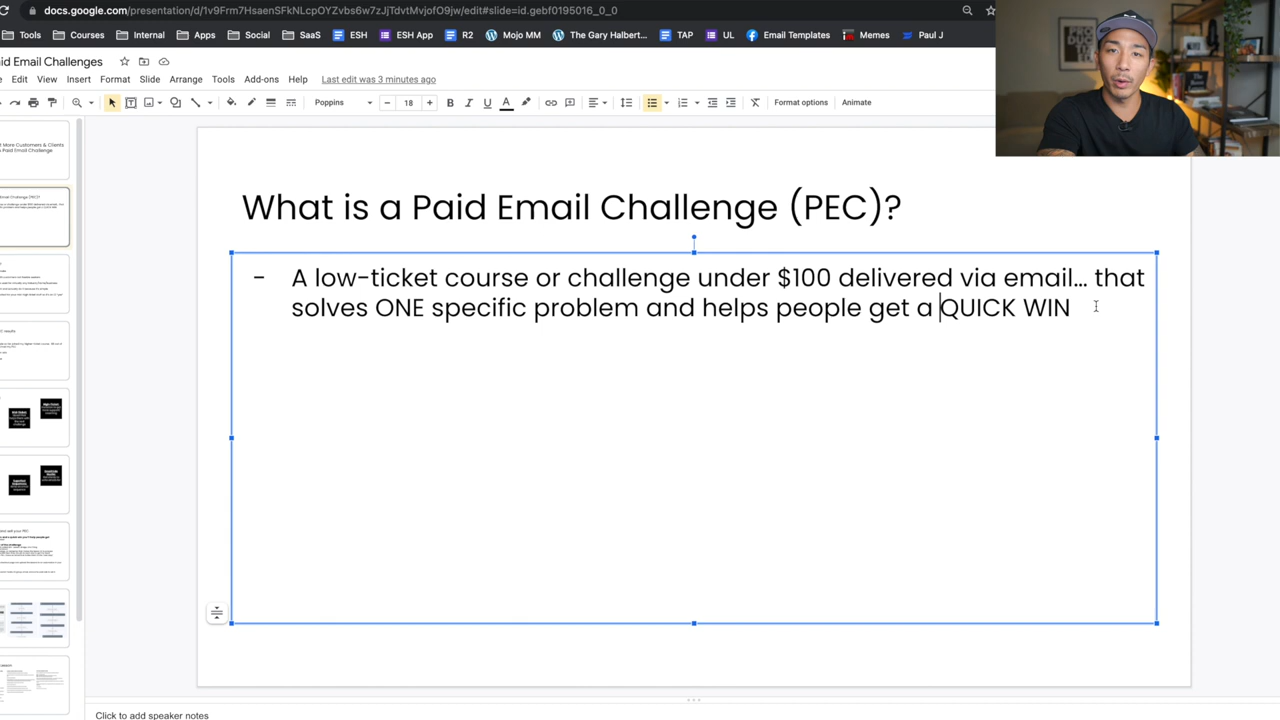 docs.google.com/presentation/d/1v9Frm7HsaenSFkNLcpOYZvbs6w7zJjTdvtMvjofO9jw/edit#slide=id.gebf0195016_0_0
Tools Courses Internal Apps Social SaaS ESH ESH App R2 Mojo MM The Gary Halbert... TAP UL Email Templates Memes Paul J
aid Email Challenges
Edit View Insert Format Slide Arrange Tools Add-ons Help Last edit was 3 minutes ago
Poppins 18 Format options Animate
What is a Paid Email Challenge (PEC)?
- A low-ticket course or challenge under $100 delivered via email... that
solves ONE specific problem and helps people get a QUICK WIN
Click to add speaker notes